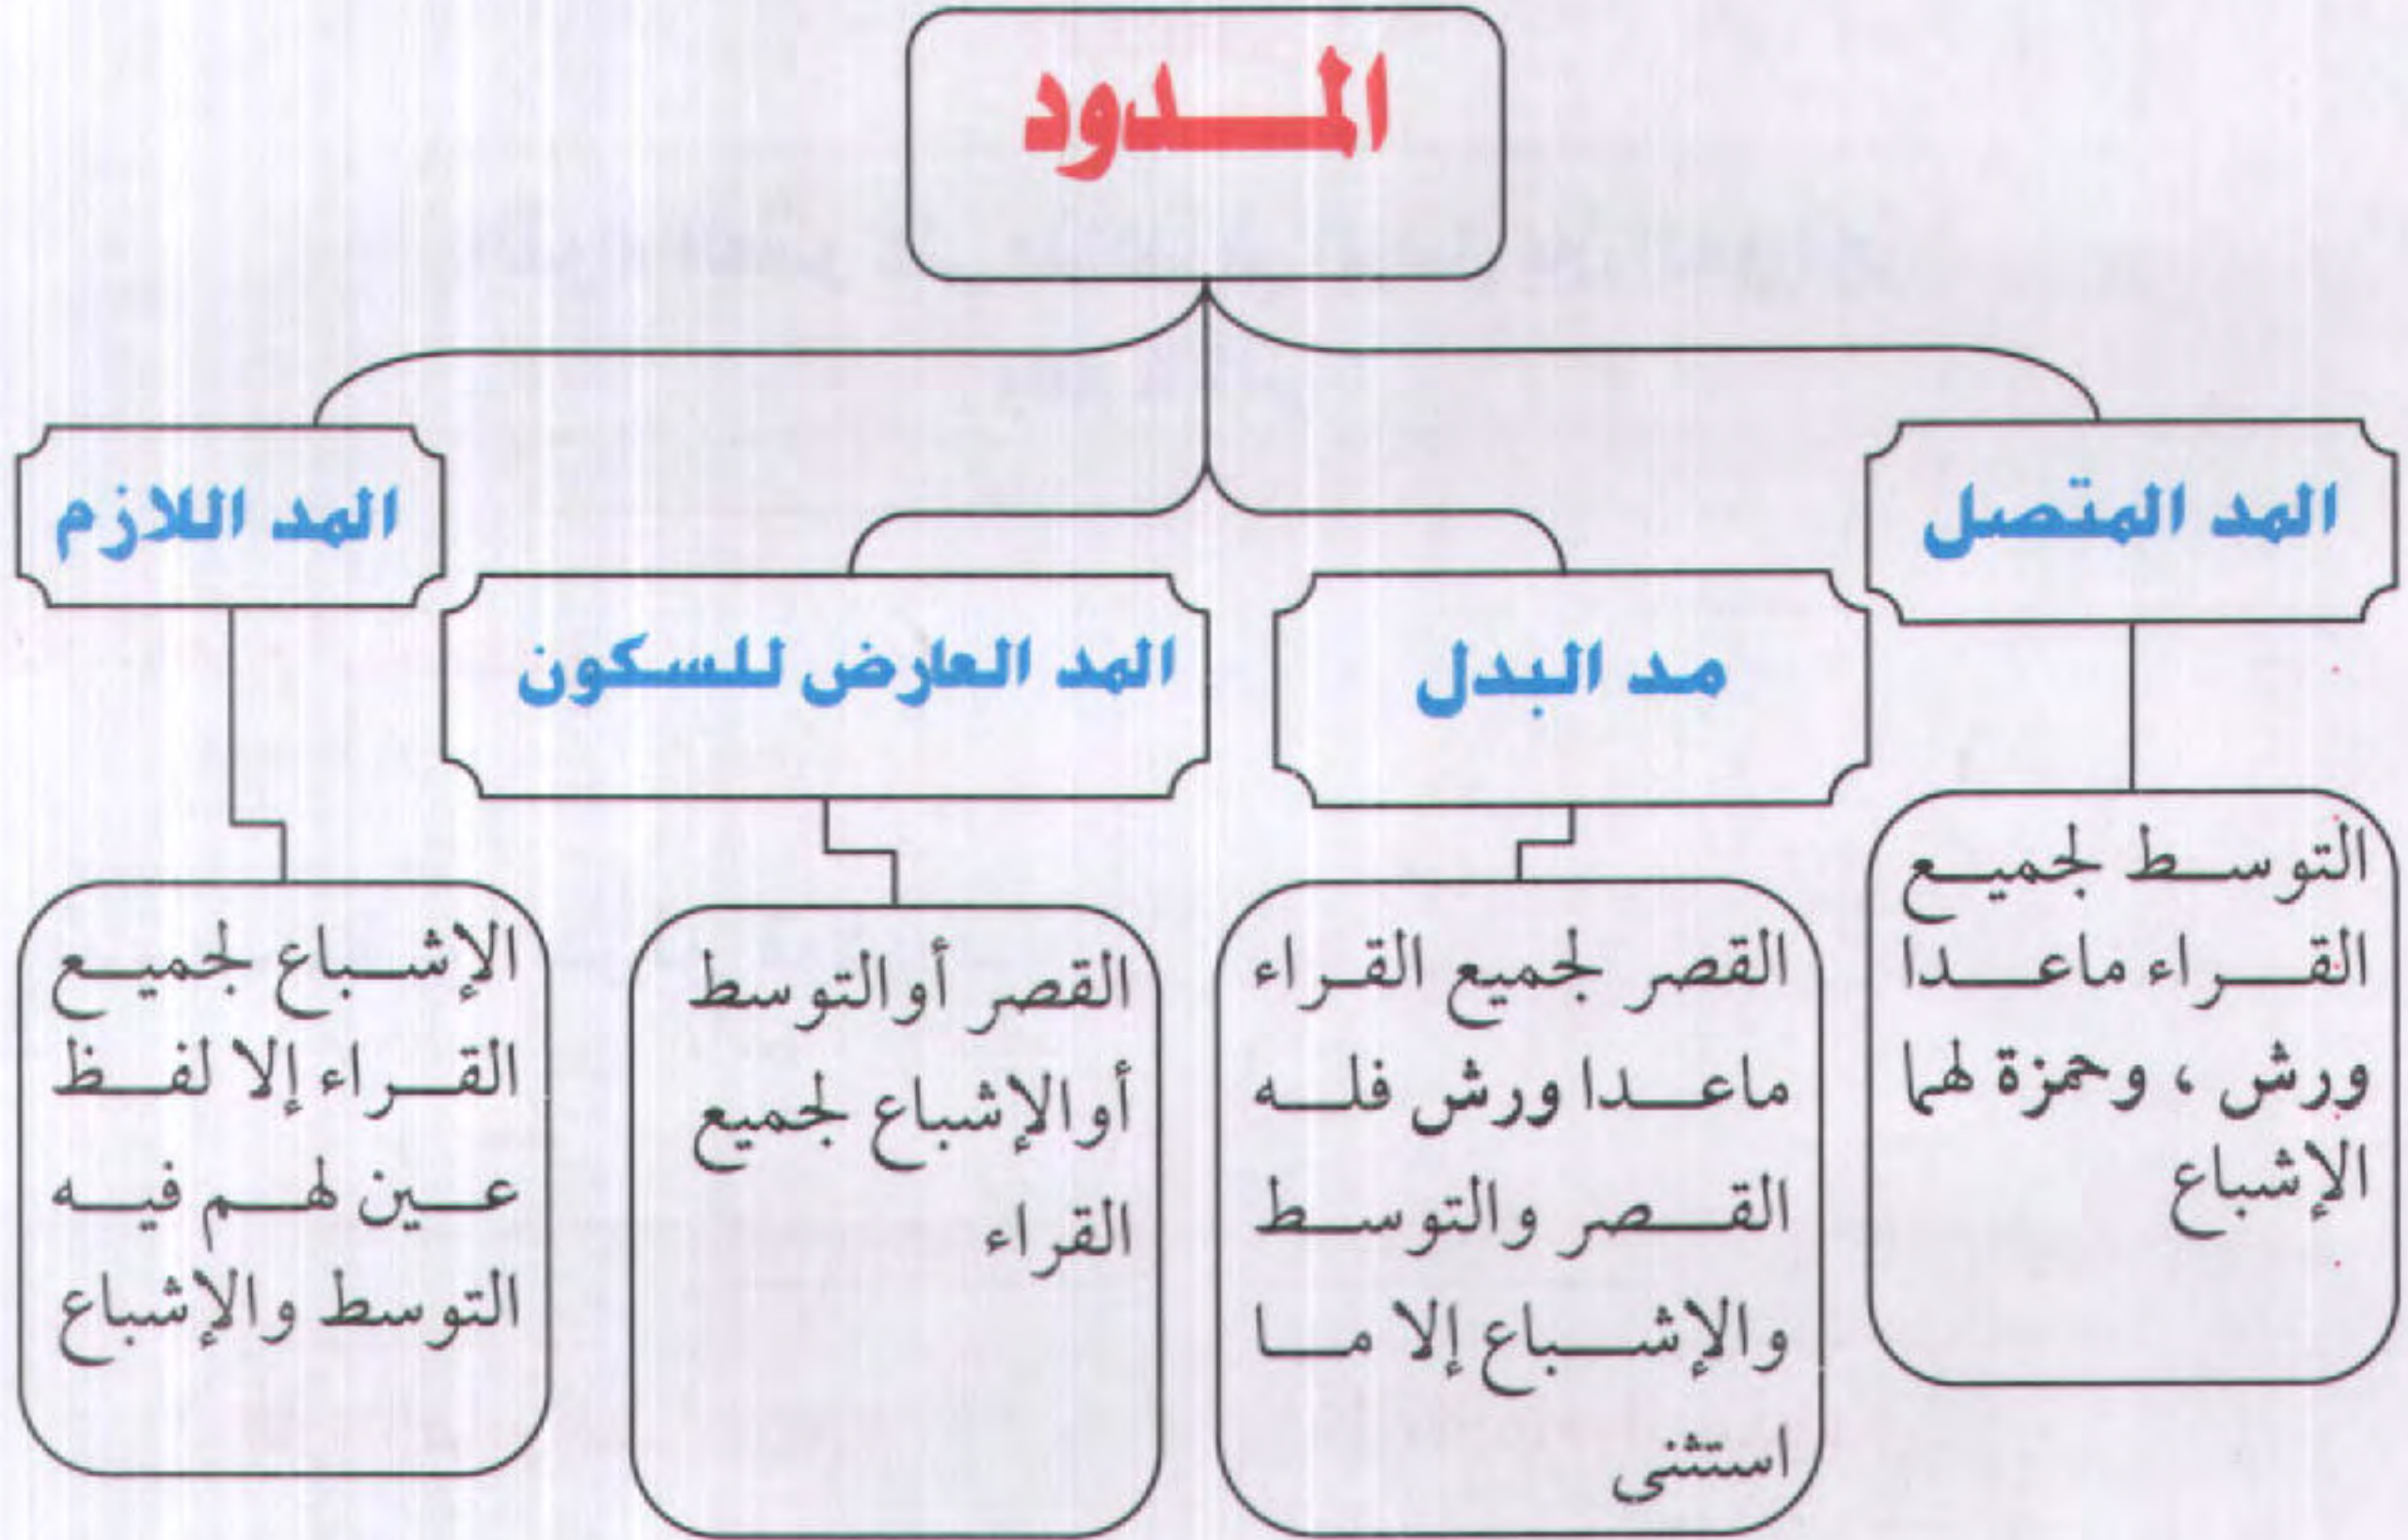 المــدود
المد المتصل
المد اللازم
مد البدل
المد العارض للسكون
التوسط لجميع
القراء ماعدا
ورش ، وحمزة لهما
الإشباع
القصر لجميع القراء
ماعدا ورش فله
القصر والتوسط
والإشباع إلا ما
استثنى
القصر أوالتوسط
أوالإشباع لجميع
القراء
الإشباع لجميع
القراء إلا لفظ
عين لهم فيه
التوسط والإشباع